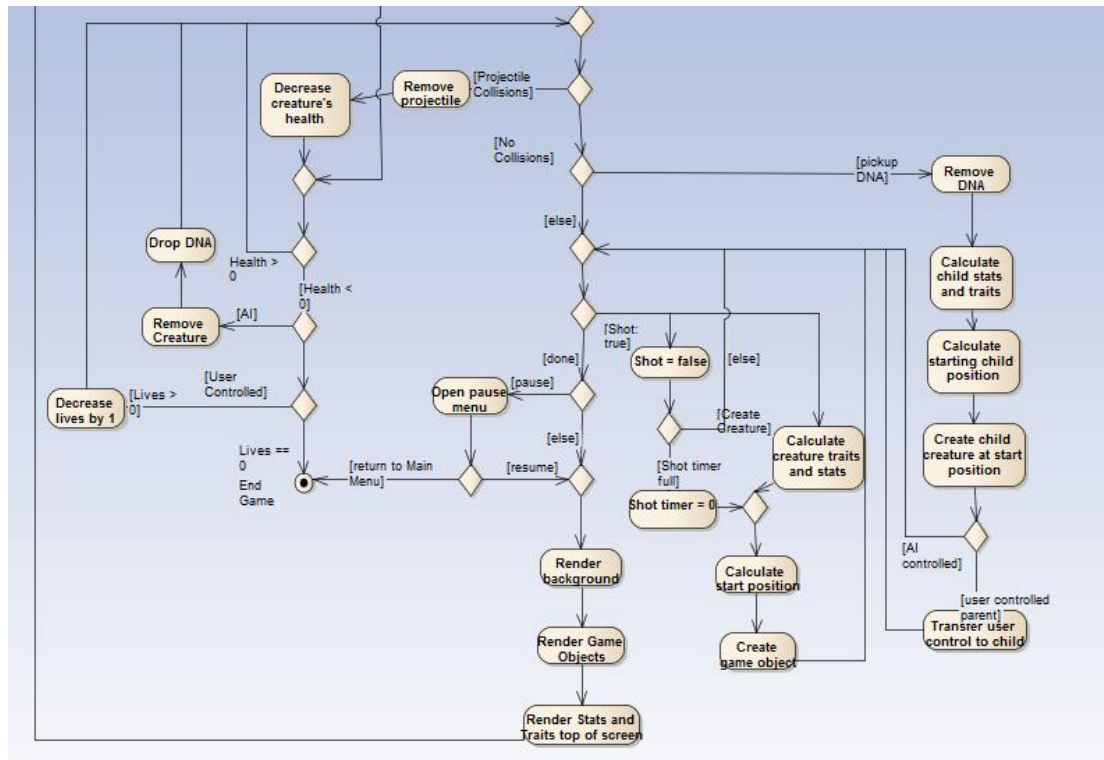 Decrease
creature's
health
Remove
projectile
[Projectile
Collisions]
[No
Collisions]
[pickup
DNA]
Remove
DNA
[else]
Drop DNA
Health >
0
[Health <
0]
Calculate
child stats
and traits
Remove
Creature
[AI]
[Shot:
true]
Shot = false
[else]
Calculate
starting child
position
[done]
[User
Controlled]
Open pause
menu
[pause]
Decrease
lives by 1
[Lives >
0]
[Create
Creature]
Calculate
creature traits
and stats
Create child
creature at start
position
[else]
Lives ==
0
End
Game
[return to Main
Menu]
[resume]
[Shot timer
full]
Shot timer = 0
[AI
controlled]
Render
background
Calculate
start position
[user controlled
parent]
Transfer user
control to child
Render Game
Objects
Create
game object
Render Stats and
Traits top of screen